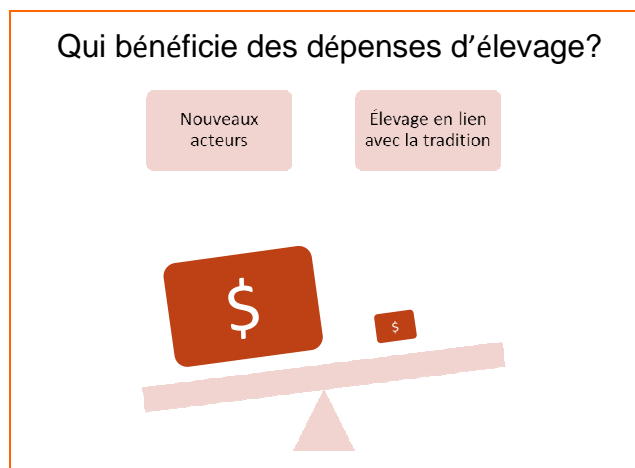 Qui bénéficie des dépenses d'élevage?
Nouveaux
acteurs
Élevage en lien
avec la tradition
$
$